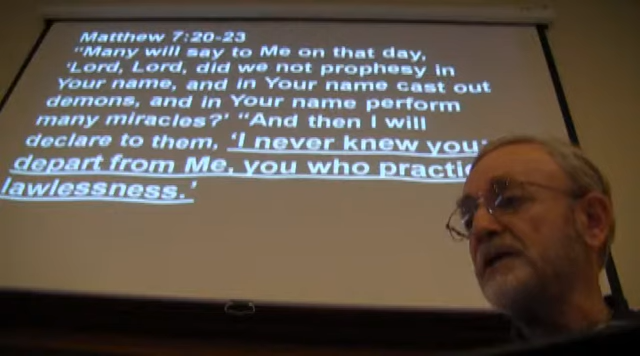 Matthew 7:20-23
"Many will say to Me on that day,
'Lord, Lord, did we not prophesy in
Your name, and in Your name cast out
demons, and in Your name perform
many miracles?' "And then I will
declare to them, 'I never knew you;
depart from Me, you who practic
lawlessness.'